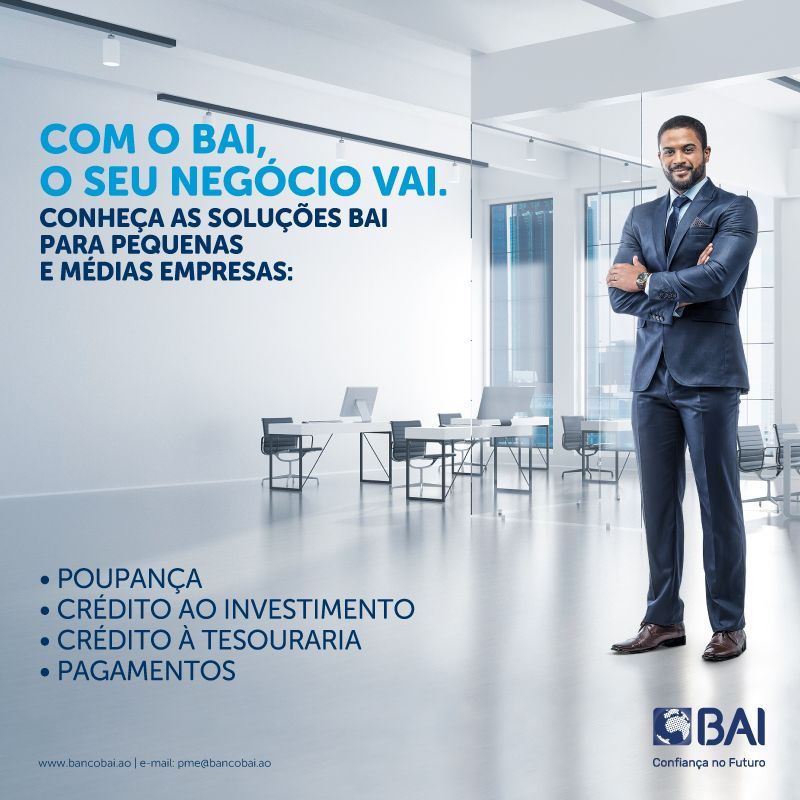 COM O BAI,
O SEU NEGÓCIO VAI.
CONHEÇA AS SOLUÇÕES BAI
PARA PEQUENAS
E MÉDIAS EMPRESAS:
• POUPANÇA
• CRÉDITO AO INVESTIMENTO
• CRÉDITO À TESOURARIA
• PAGAMENTOS
BAI
Confiança no Futuro
www.bancobai.ao | e-mail: pme@bancobai.ao